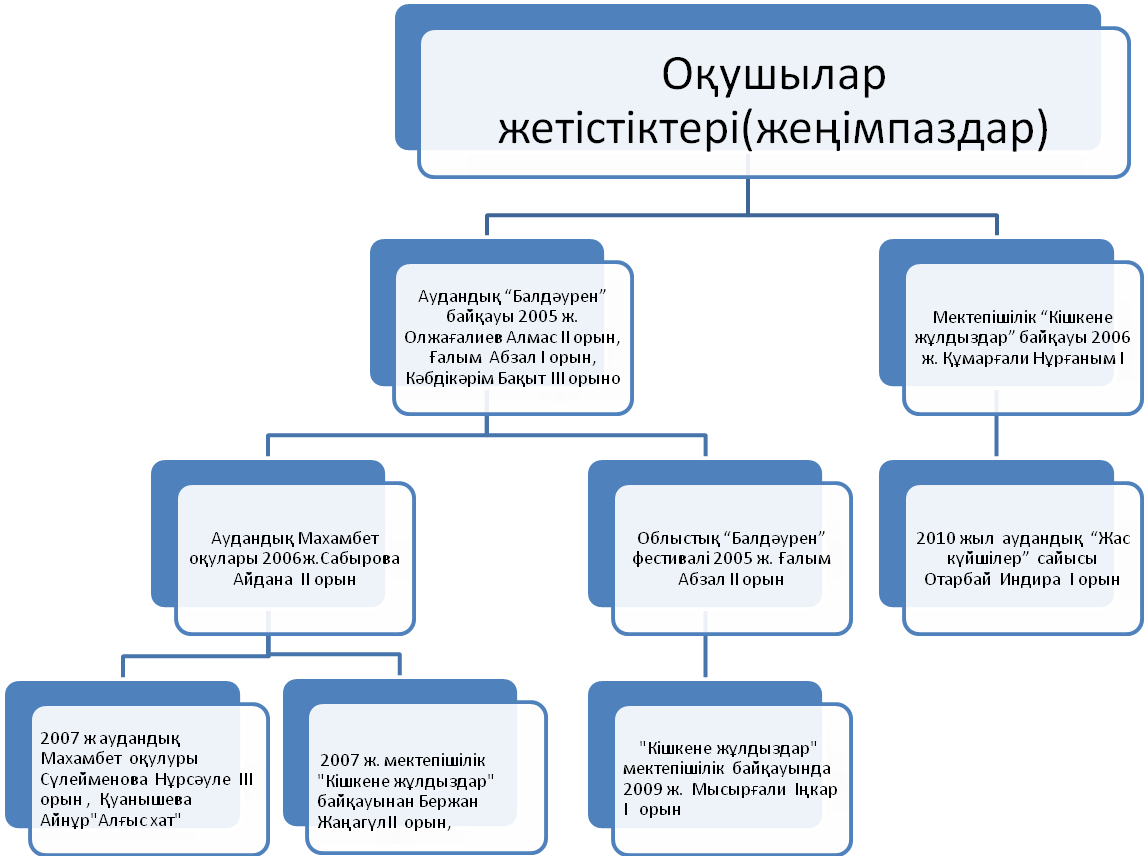 Оқушылар
жетістіктері(жеңімпаздар)
Аудандық “Балдәурен”
байқауы 2005 ж.
Олжағалиев Алмас II орын,
Ғалым Абзал I орын,
Кәбдікәрім Бақыт III орыно
Мектепішілік “Кішкене
жұлдыздар” байқауы 2006
ж. Құмарғали Нұрғаным I
Аудандық Махамбет
оқулары 2006ж.Сабырова
Айдана II орын
Облыстық “Балдәурен”
фестивалі 2005 ж. Ғалым
Абзал II орын
2010 жыл аудандық “Жас
күйшілер” сайысы
Отарбай Индира I орын
2007 ж аудандық
Махамбет оқулуры
Сүлейменова Нұрсәуле III
орын , Қуанышева
Айнұр"Алғыс хат"
2007 ж. мектепішілік
"Кішкене жұлдыздар"
байқауынан Бержан
Жаңагүл II орын,
"Кішкене жұлдыздар"
мектепішілік байқауында
2009 ж. Мысырғали Іңкар
I орын